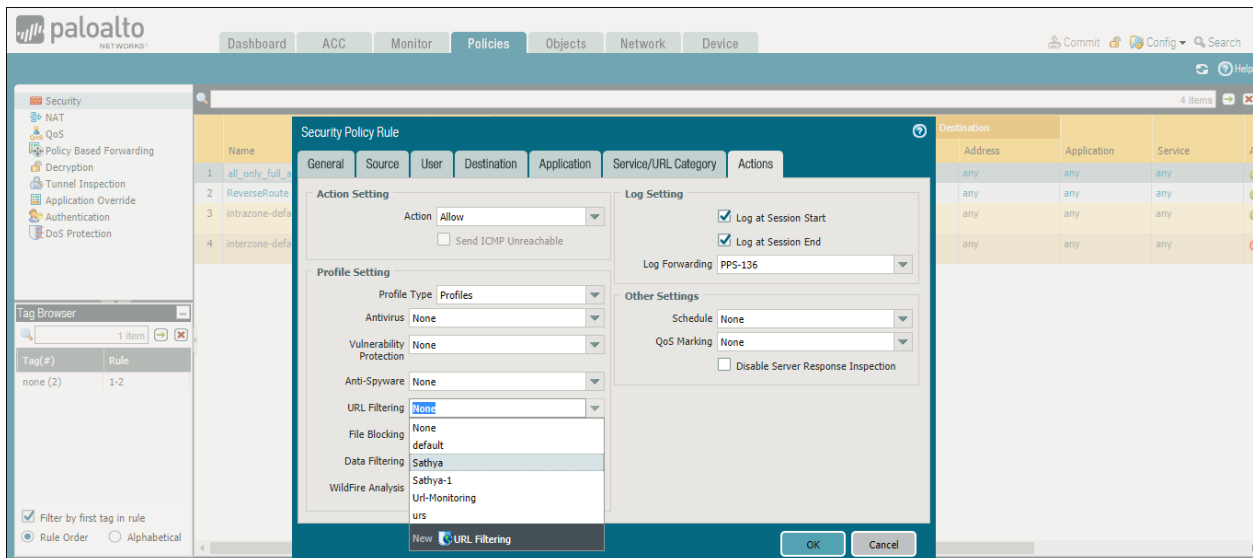 paloalto
NETWORKS®
Dashboard ACC Monitor Policies Objects Network Device
Commit Config Search
Help
Security
NAT
QoS
Policy Based Forwarding
Decryption
Tunnel Inspection
Application Override
Authentication
DoS Protection
4 items
Destination
Name Address Application Service
1 all_only_full_a any any any
2 ReverseRoute any any any
3 intrazone-defa any any any
4 interzone-defa any any any
Security Policy Rule
General Source User Destination Application Service/URL Category Actions
Action Setting
Action Allow
Send ICMP Unreachable
Profile Setting
Profile Type Profiles
Antivirus None
Vulnerability Protection None
Anti-Spyware None
URL Filtering None
None
default
Sathya
Sathya-1
Url-Monitoring
urs
New URL Filtering
File Blocking
Data Filtering
WildFire Analysis
Log Setting
Log at Session Start
Log at Session End
Log Forwarding PPS-136
Other Settings
Schedule None
QoS Marking None
Disable Server Response Inspection
OK Cancel
Tag Browser
1 item
Tag(#) Rule
none (2) 1-2
Filter by first tag in rule
Rule Order Alphabetical